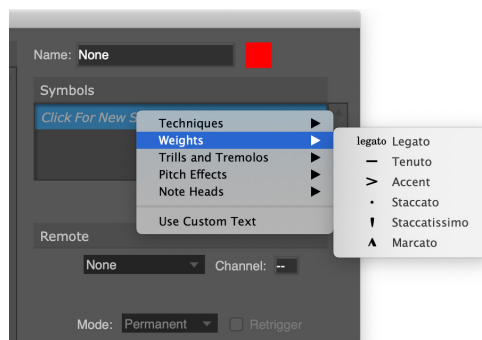 Name: None
Symbols
Click For New S
Techniques
Weights
Trills and Tremolos
Pitch Effects
Note Heads
Use Custom Text
legato Legato
Tenuto
Accent
Staccato
Staccatissimo
Marcato
Remote
None Channel: --
Mode: Permanent Retrigger